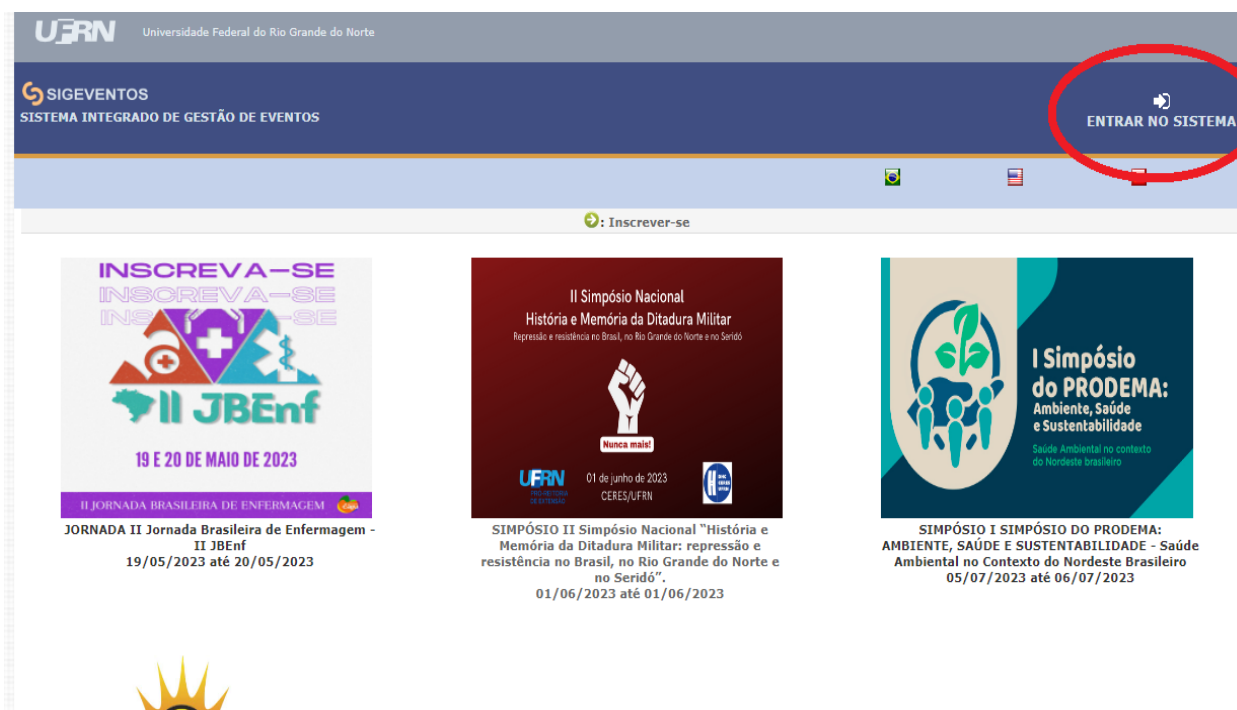 UFRN Universidade Federal do Rio Grande do Norte
SIGEVENTOS
SISTEMA INTEGRADO DE GESTÃO DE EVENTOS
ENTRAR NO SISTEMA
: Inscrever-se
INSCREVA-SE
INSCREVA-SE
II JBEnf
19 E 20 DE MAIO DE 2023
II JORNADA BRASILEIRA DE ENFERMAGEM
JORNADA II Jornada Brasileira de Enfermagem -
II JBEnf
19/05/2023 até 20/05/2023
II Simpósio Nacional
História e Memória da Ditadura Militar
Repressão e resistência no Brasil, no Rio Grande do Norte e no Seridó
Nunca mais!
UFRN
PRÓ-REITORIA
DE EXTENSÃO
01 de junho de 2023
CERES/UFRN
SIMPÓSIO II Simpósio Nacional "História e
Memória da Ditadura Militar: repressão e
resistência no Brasil, no Rio Grande do Norte e
no Seridó".
01/06/2023 até 01/06/2023
I Simpósio
do PRODEMA:
Ambiente, Saúde
e Sustentabilidade
Saúde Ambiental no contexto
do Nordeste brasileiro
SIMPÓSIO I SIMPÓSIO DO PRODEMA:
AMBIENTE, SAÚDE E SUSTENTABILIDADE - Saúde
Ambiental no Contexto do Nordeste Brasileiro
05/07/2023 até 06/07/2023